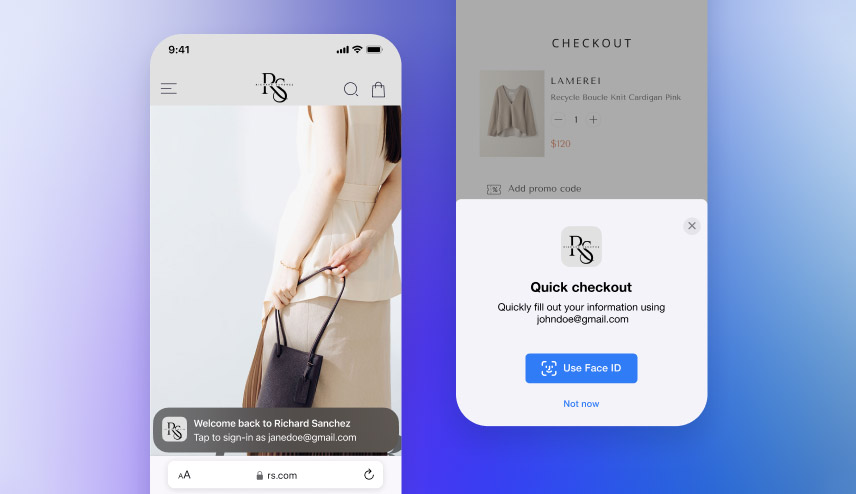 9:41
RS
Welcome back to Richard Sanchez
Tap to sign-in as janedoe@gmail.com
AA
rs.com
CHECKOUT
LAMEREI
Recycle Boucle Knit Cardigan Pink
1
$120
Add promo code
RS
Quick checkout
Quickly fill out your information using
johndoe@gmail.com
Use Face ID
Not now